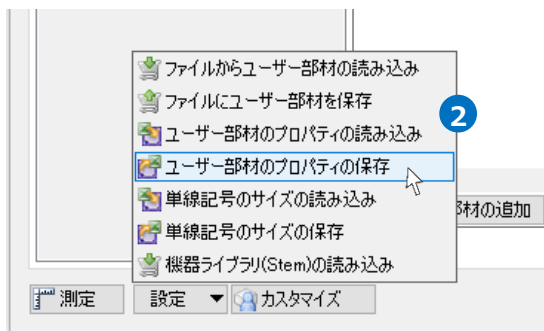 ファイルからユーザー部材の読み込み
ファイルにユーザー部材を保存
2
ユーザー部材のプロパティの読み込み
ユーザー部材のプロパティの保存
単線記号のサイズの読み込み
部材の追加
単線記号のサイズの保存
機器ライブラリ(Stem)の読み込み
測定
設定
カスタマイズ